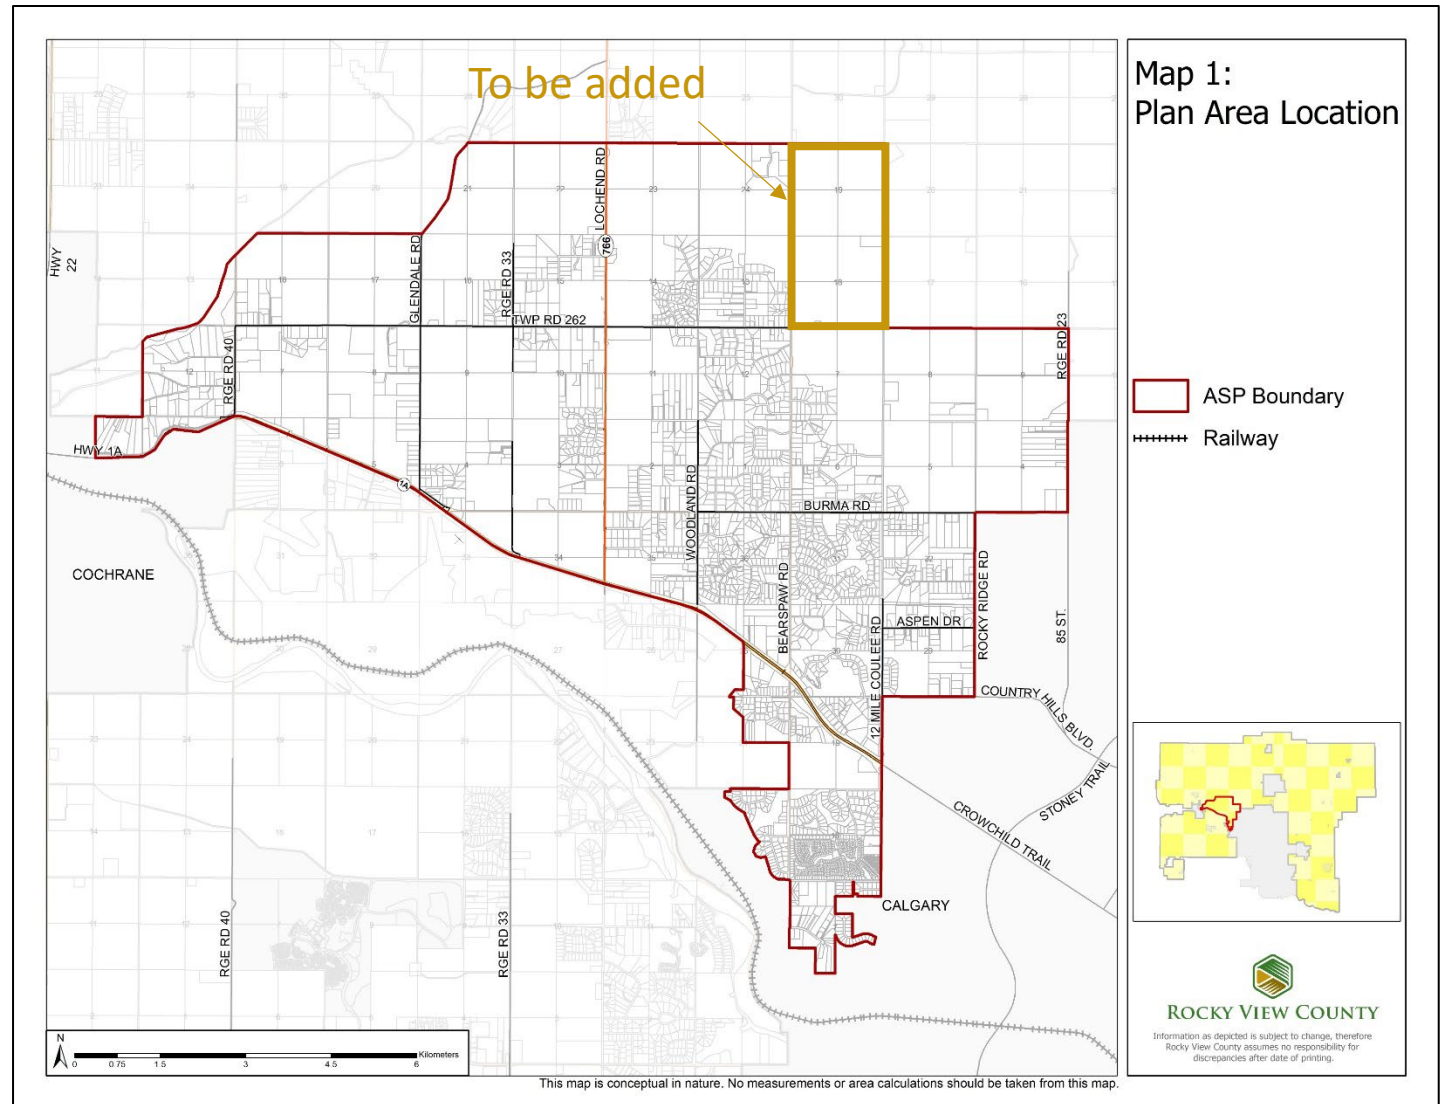 To be added
Map 1:
Plan Area Location
LOCHEND RD
766
HWY
22
GLENDALE RD
RGE RD 33
TWP RD 262
RGE RD 23
RGE RD 40
HWY 1A
1A
WOODLAND RD
BURMA RD
ASP Boundary
Railway
COCHRANE
BEARSPAW RD
12 MILE COULEE RD
ASPEN DR
ROCKY RIDGE RD
85 ST.
COUNTRY HILLS BLVD.
STONEY TRAIL
CROWCHILD TRAIL
CALGARY
RGE RD 40
RGE RD 33
ROCKY VIEW COUNTY
Information as depicted is subject to change, therefore
Rocky View County assumes no responsibility for
discrepancies after date of printing.
N
Kilometers
0 0.75 1.5 3 4.5 6
This map is conceptual in nature. No measurements or area calculations should be taken from this map.